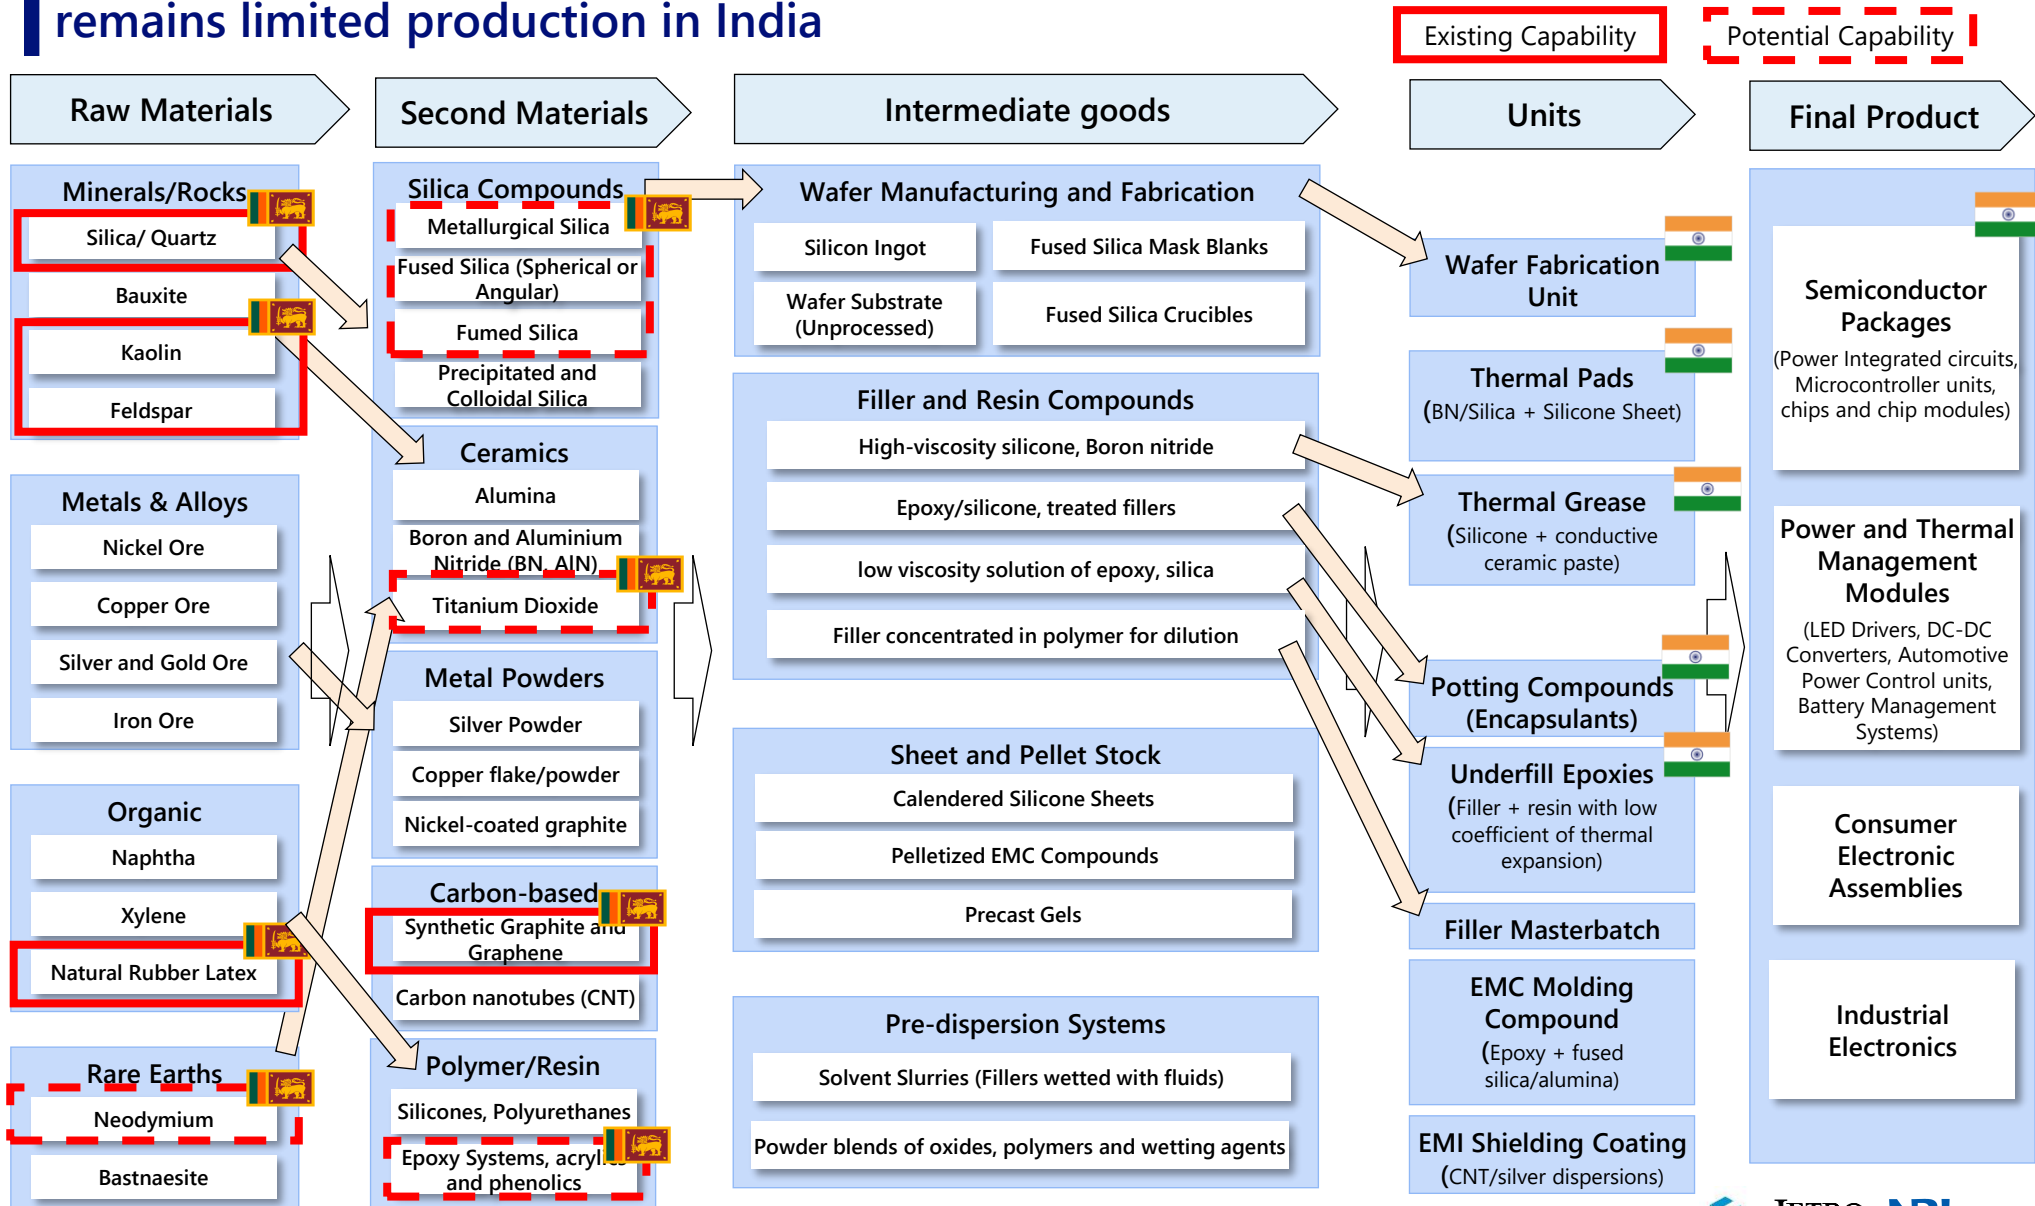 remains limited production in India
Existing Capability
Potential Capability
Raw Materials
Second Materials
Intermediate goods
Units
Final Product
Minerals/Rocks
Silica/ Quartz
Bauxite
Kaolin
Feldspar
Metals & Alloys
Nickel Ore
Copper Ore
Silver and Gold Ore
Iron Ore
Organic
Naphtha
Xylene
Natural Rubber Latex
Rare Earths
Neodymium
Bastnaesite
Silica Compounds
Metallurgical Silica
Fused Silica (Spherical or
Angular)
Fumed Silica
Precipitated and
Colloidal Silica
Ceramics
Alumina
Boron and Aluminium
Nitride (BN, AlN)
Titanium Dioxide
Metal Powders
Silver Powder
Copper flake/powder
Nickel-coated graphite
Carbon-based
Synthetic Graphite and
Graphene
Carbon nanotubes (CNT)
Polymer/Resin
Silicones, Polyurethanes
Epoxy Systems, acrylics
and phenolics
Wafer Manufacturing and Fabrication
Silicon Ingot
Fused Silica Mask Blanks
Wafer Substrate
(Unprocessed)
Fused Silica Crucibles
Filler and Resin Compounds
High-viscosity silicone, Boron nitride
Epoxy/silicone, treated fillers
low viscosity solution of epoxy, silica
Filler concentrated in polymer for dilution
Sheet and Pellet Stock
Calendered Silicone Sheets
Pelletized EMC Compounds
Precast Gels
Pre-dispersion Systems
Solvent Slurries (Fillers wetted with fluids)
Powder blends of oxides, polymers and wetting agents
Wafer Fabrication
Unit
Thermal Pads
(BN/Silica + Silicone Sheet)
Thermal Grease
(Silicone + conductive
ceramic paste)
Potting Compounds
(Encapsulants)
Underfill Epoxies
(Filler + resin with low
coefficient of thermal
expansion)
Filler Masterbatch
EMC Molding
Compound
(Epoxy + fused
silica/alumina)
EMI Shielding Coating
(CNT/silver dispersions)
Semiconductor
Packages
(Power Integrated circuits,
Microcontroller units,
chips and chip modules)
Power and Thermal
Management
Modules
(LED Drivers, DC-DC
Converters, Automotive
Power Control units,
Battery Management
Systems)
Consumer
Electronic
Assemblies
Industrial
Electronics